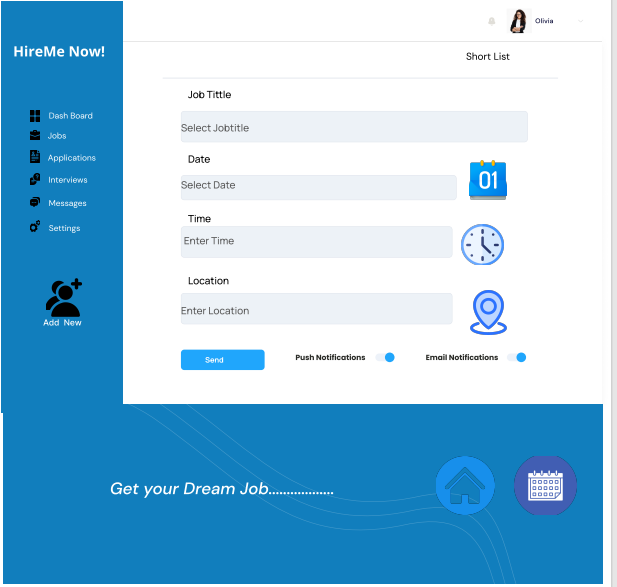 Olivia
HireMe Now!
Short List
Job Tittle
Select Jobtitle
Dash Board
Jobs
Applications
Interviews
Messages
Settings
Date
Select Date
01
Time
Enter Time
Location
Enter Location
Add New
Send
Push Notifications
Email Notifications
Get your Dream Job..................